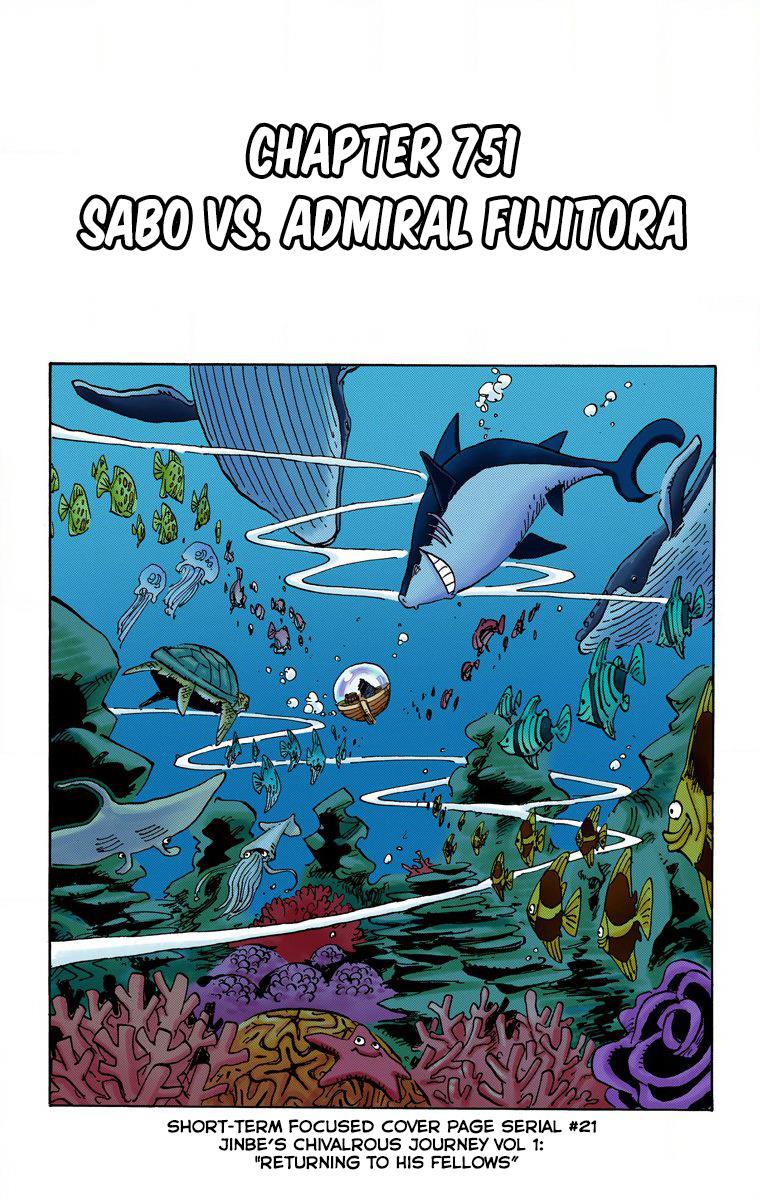 CHAPTER 751
SABO VS. ADMIRAL FUJITORA
SHORT-TERM FOCUSED COVER PAGE SERIAL #21
JINBE'S CHIVALROUS JOURNEY VOL 1:
"RETURNING TO HIS FELLOWS"